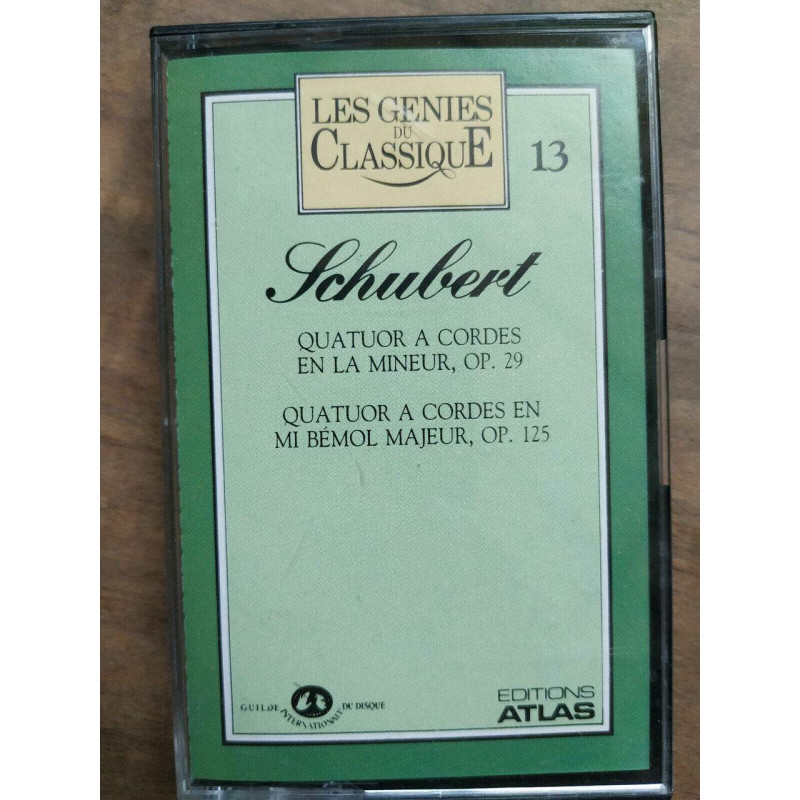 LES GENIES
DU
CLASSIQUE
13
Schubert
QUATUOR A CORDES
EN LA MINEUR, OP. 29
QUATUOR A CORDES EN
MI BÉMOL MAJEUR, OP. 125
GUILDE INTERNATIONALE DU DISQUE
EDITIONS
ATLAS